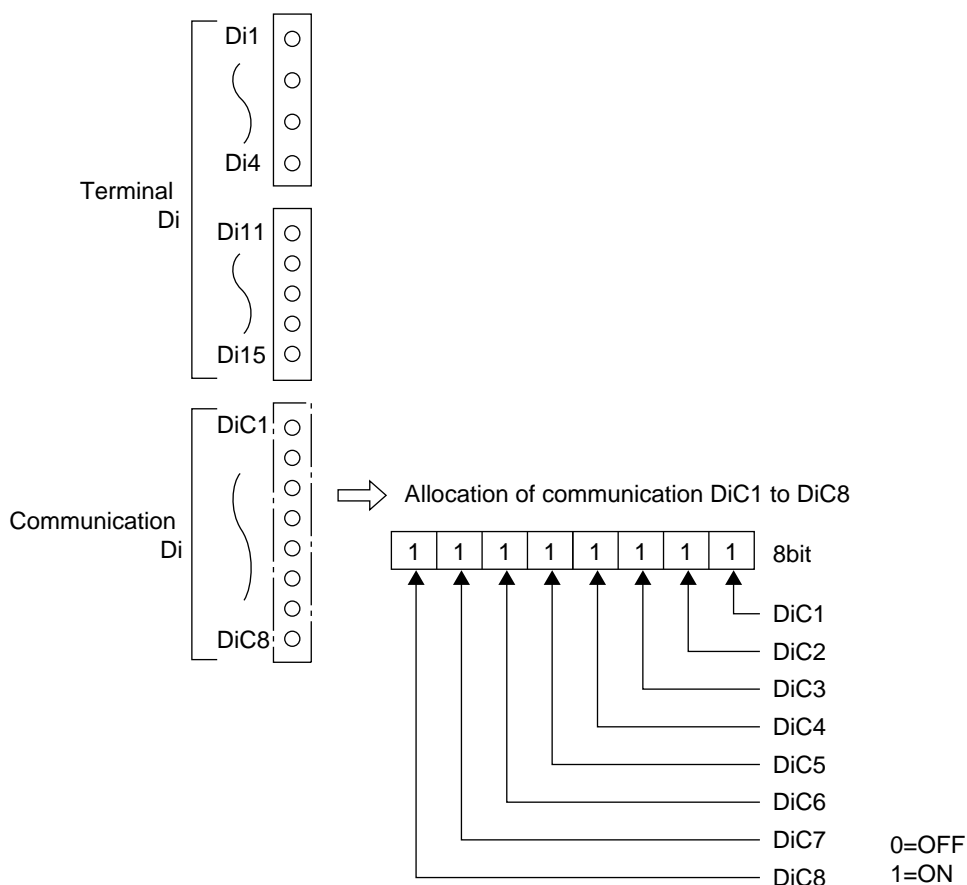 Di1
Di4
Terminal
Di
Di11
Di15
DiC1
Communication
Di
DiC8
Allocation of communication DiC1 to DiC8
1 1 1 1 1 1 1 1 8bit
DiC1
DiC2
DiC3
DiC4
DiC5
DiC6
DiC7
DiC8
0=OFF
1=ON